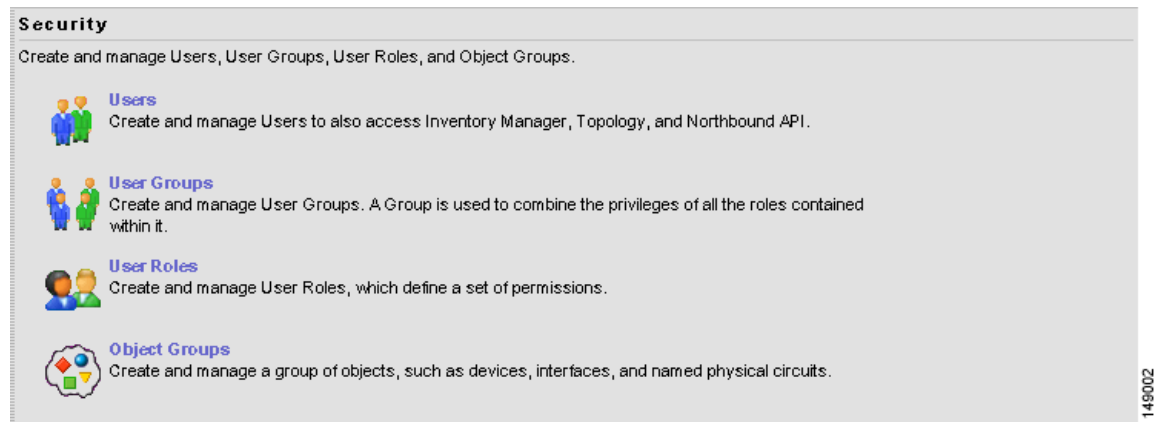 Security
Create and manage Users, User Groups, User Roles, and Object Groups.
Users
Create and manage Users to also access Inventory Manager, Topology, and Northbound API.
User Groups
Create and manage User Groups. A Group is used to combine the privileges of all the roles contained
within it.
User Roles
Create and manage User Roles, which define a set of permissions.
Object Groups
Create and manage a group of objects, such as devices, interfaces, and named physical circuits.
149002